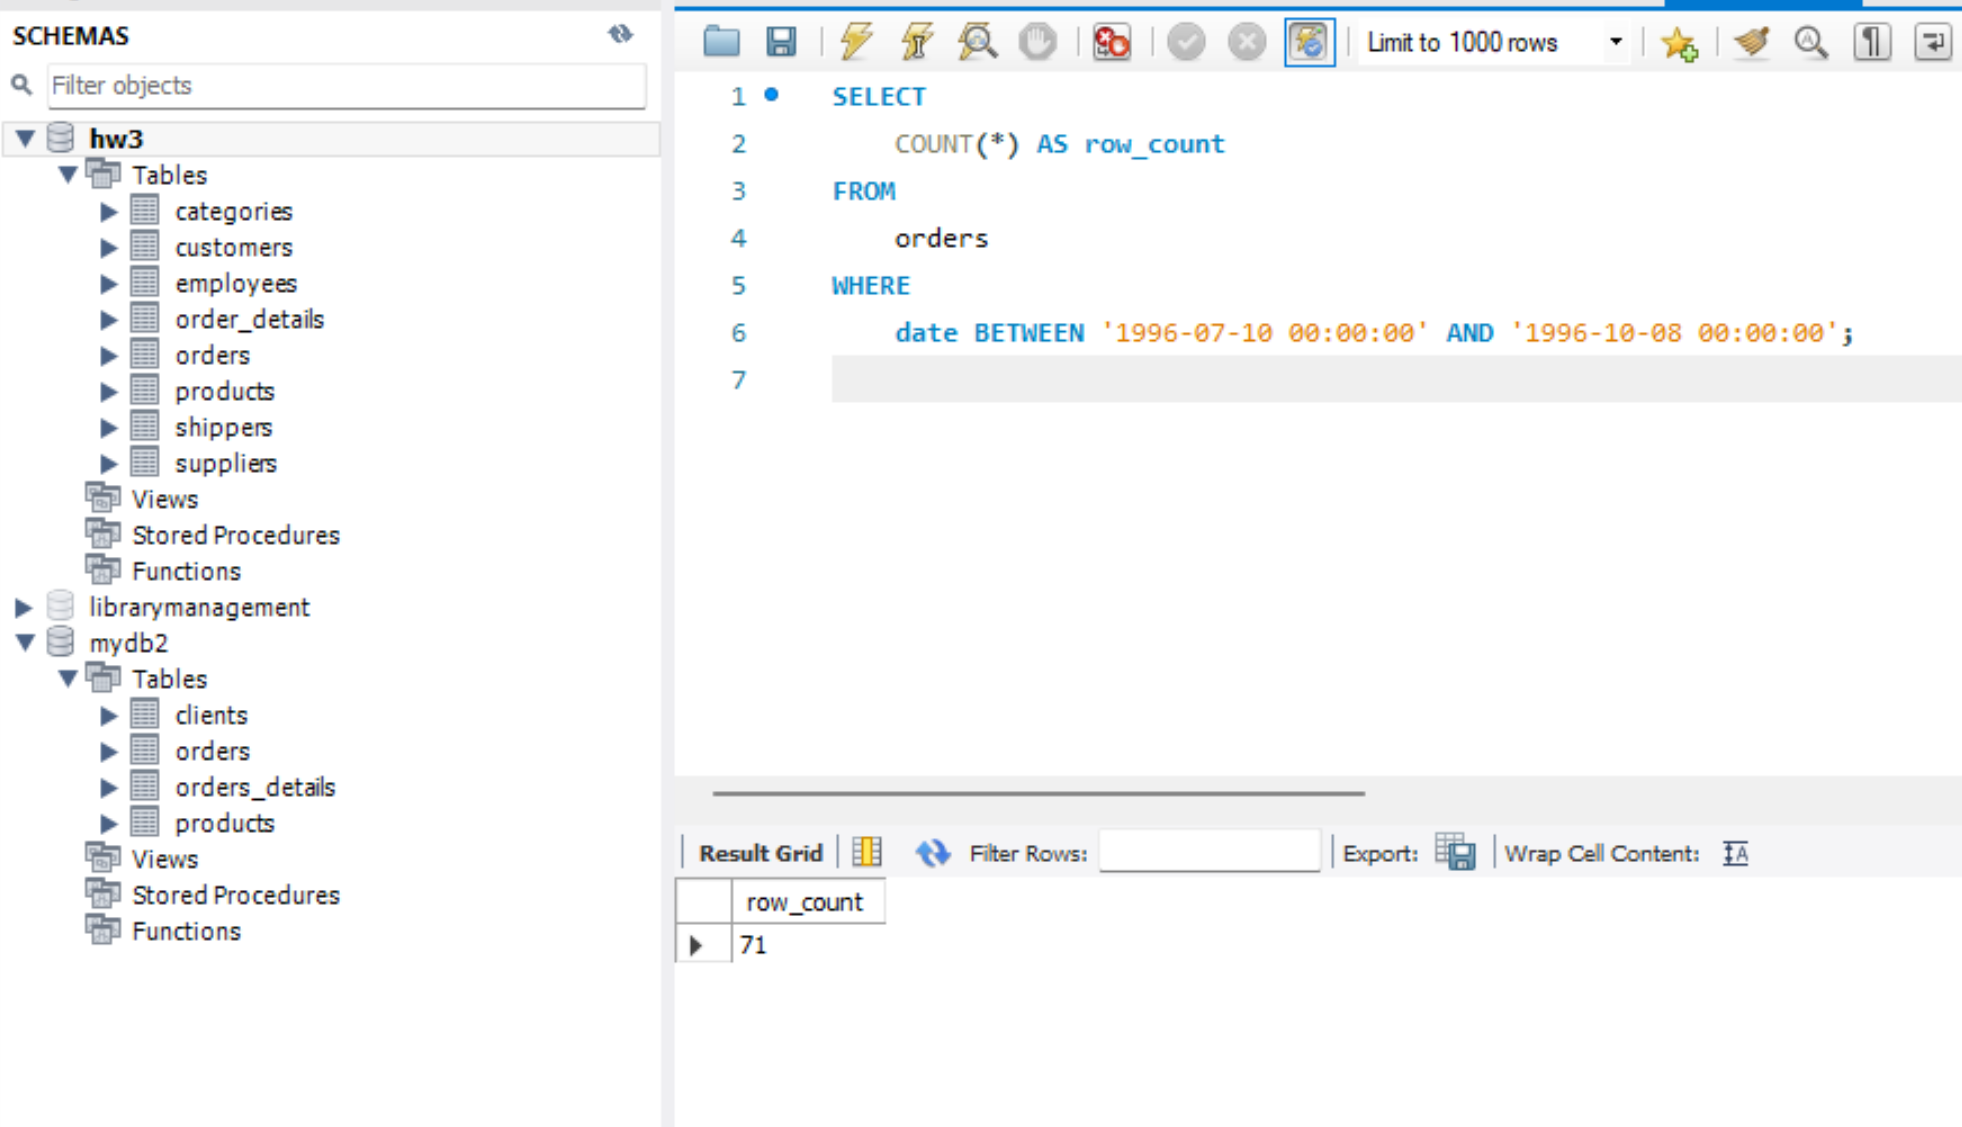 SCHEMAS
Filter objects
hw3
Tables
categories
customers
employees
order_details
orders
products
shippers
suppliers
Views
Stored Procedures
Functions
librarymanagement
mydb2
Tables
clients
orders
orders_details
products
Views
Stored Procedures
Functions
Limit to 1000 rows
1 SELECT
2 COUNT(*) AS row_count
3 FROM
4 orders
5 WHERE
6 date BETWEEN '1996-07-10 00:00:00' AND '1996-10-08 00:00:00';
7
Result Grid Filter Rows: Export: Wrap Cell Content:
row_count
71